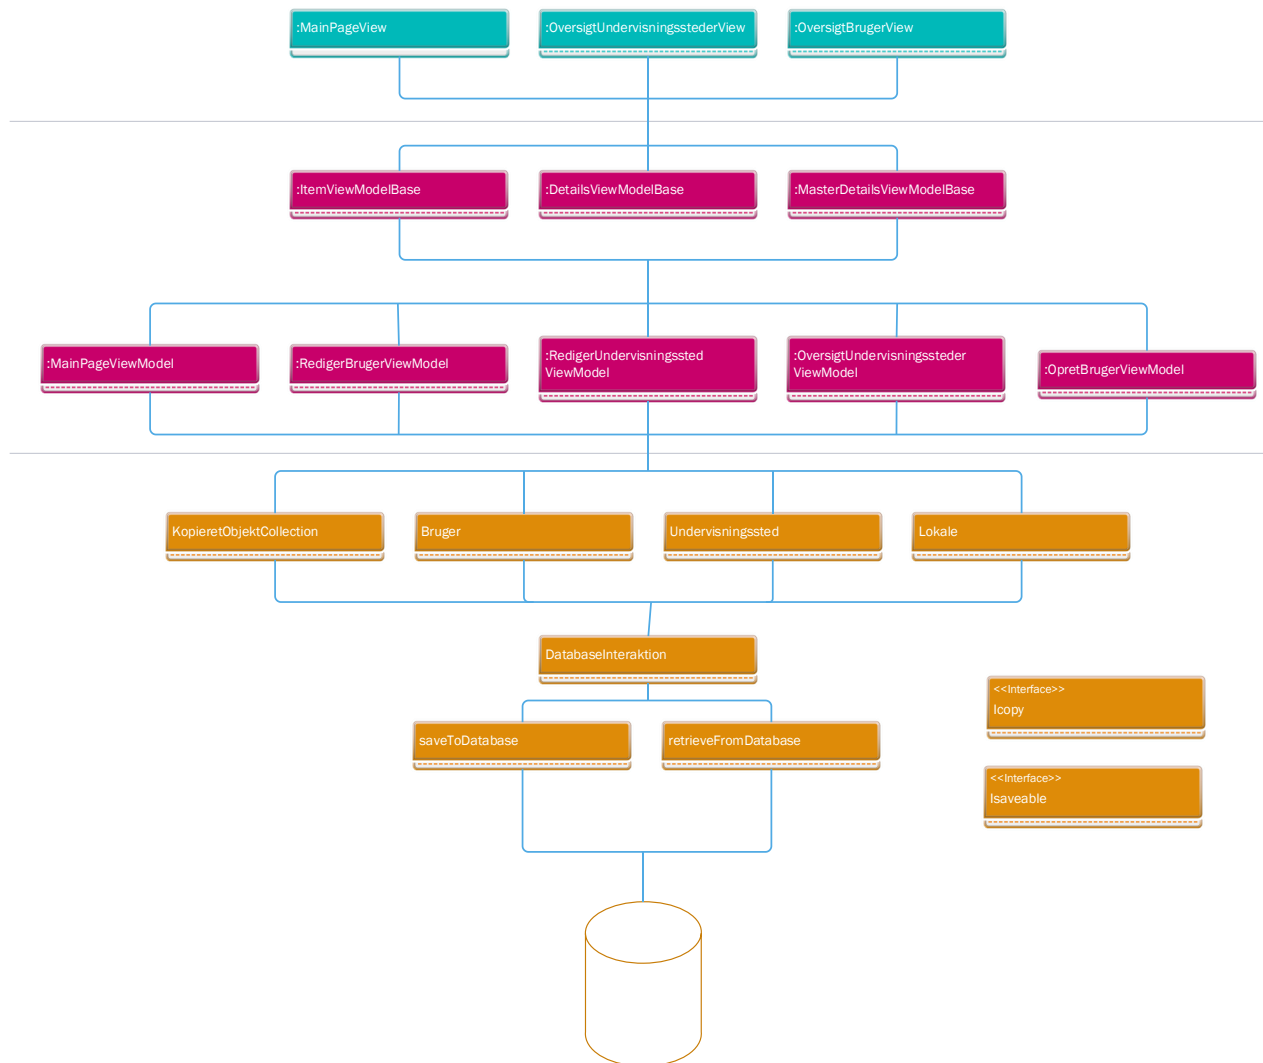 :MainPageView
:OversigtUndervisningsstederView
:OversigtBrugerView
:ItemViewModelBase
:DetailsViewModelBase
:MasterDetailsViewModelBase
:MainPageViewModel
:RedigerBrugerViewModel
:RedigerUndervisningssted
ViewModel
:OversigtUndervisningssteder
ViewModel
:OpretBrugerViewModel
KopieretObjektCollection
Bruger
Undervisningssted
Lokale
DatabaseInteraktion
<<Interface>>
Icopy
saveToDatabase
retrieveFromDatabase
<<Interface>>
Isaveable